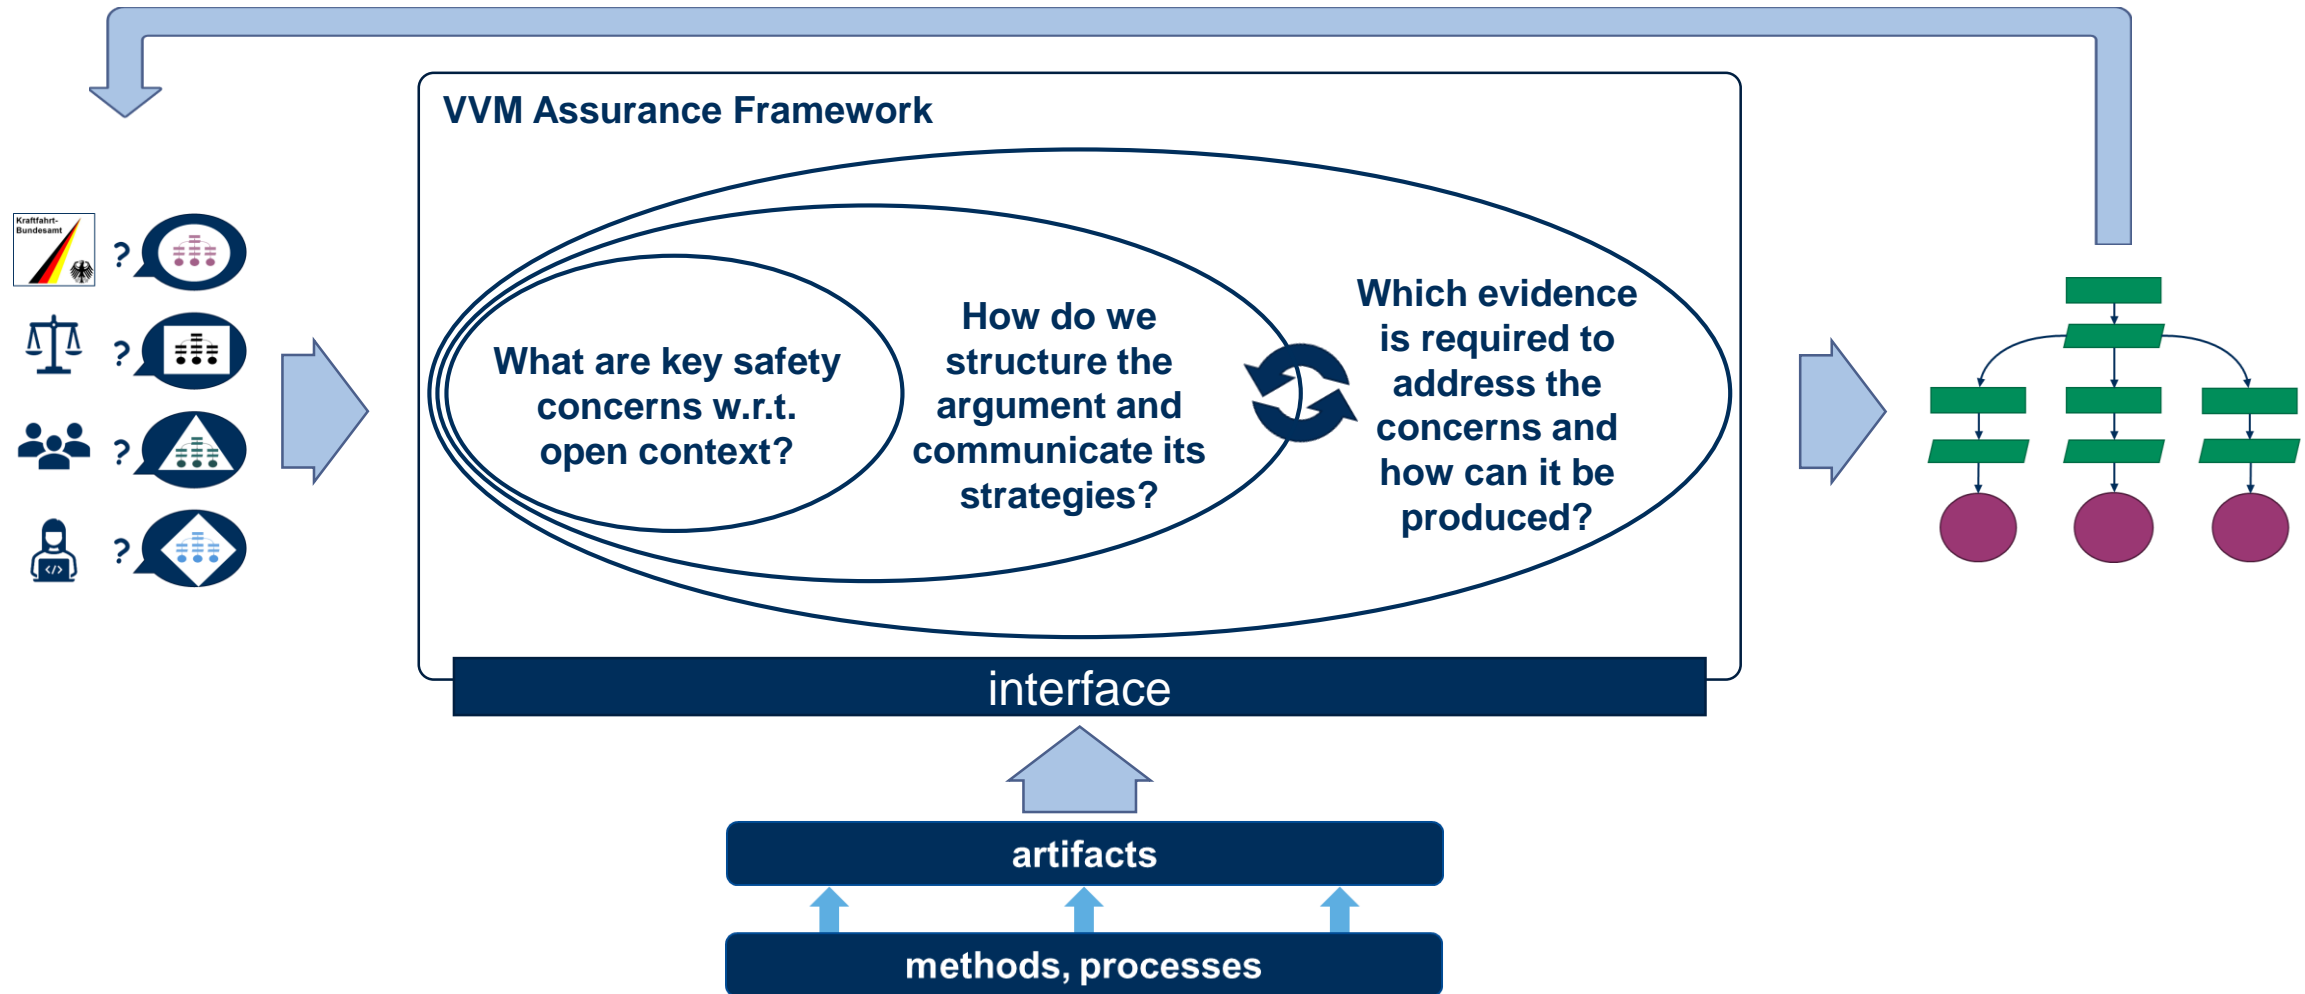 VVM Assurance Framework
Kraftfahrt-
Bundesamt
?
?
?
?
</>
What are key safety
concerns w.r.t.
open context?
How do we
structure the
argument and
communicate its
strategies?
Which evidence
is required to
address the
concerns and
how can it be
produced?
interface
artifacts
methods, processes